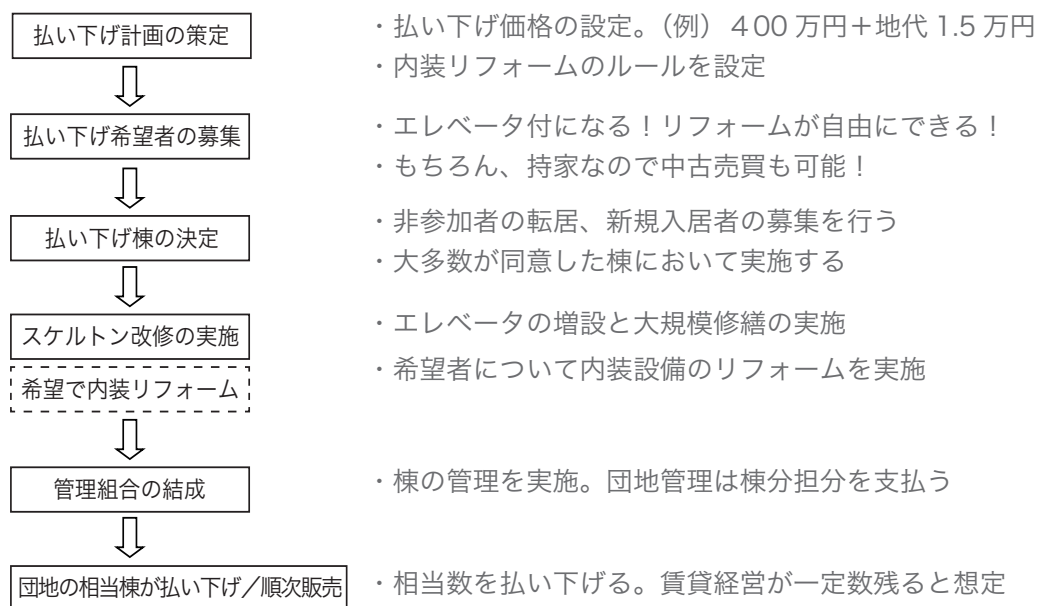 払い下げ計画の策定
・払い下げ価格の設定。（例）４00 万円＋地代 1.5 万円
・内装リフォームのルールを設定
払い下げ希望者の募集
・エレベータ付になる！リフォームが自由にできる！
・もちろん、持家なので中古売買も可能！
払い下げ棟の決定
・非参加者の転居、新規入居者の募集を行う
・大多数が同意した棟において実施する
スケルトン改修の実施
・エレベータの増設と大規模修繕の実施
希望で内装リフォーム
・希望者について内装設備のリフォームを実施
管理組合の結成
・棟の管理を実施。団地管理は棟分担分を支払う
団地の相当棟が払い下げ／順次販売
・相当数を払い下げる。賃貸経営が一定数残ると想定